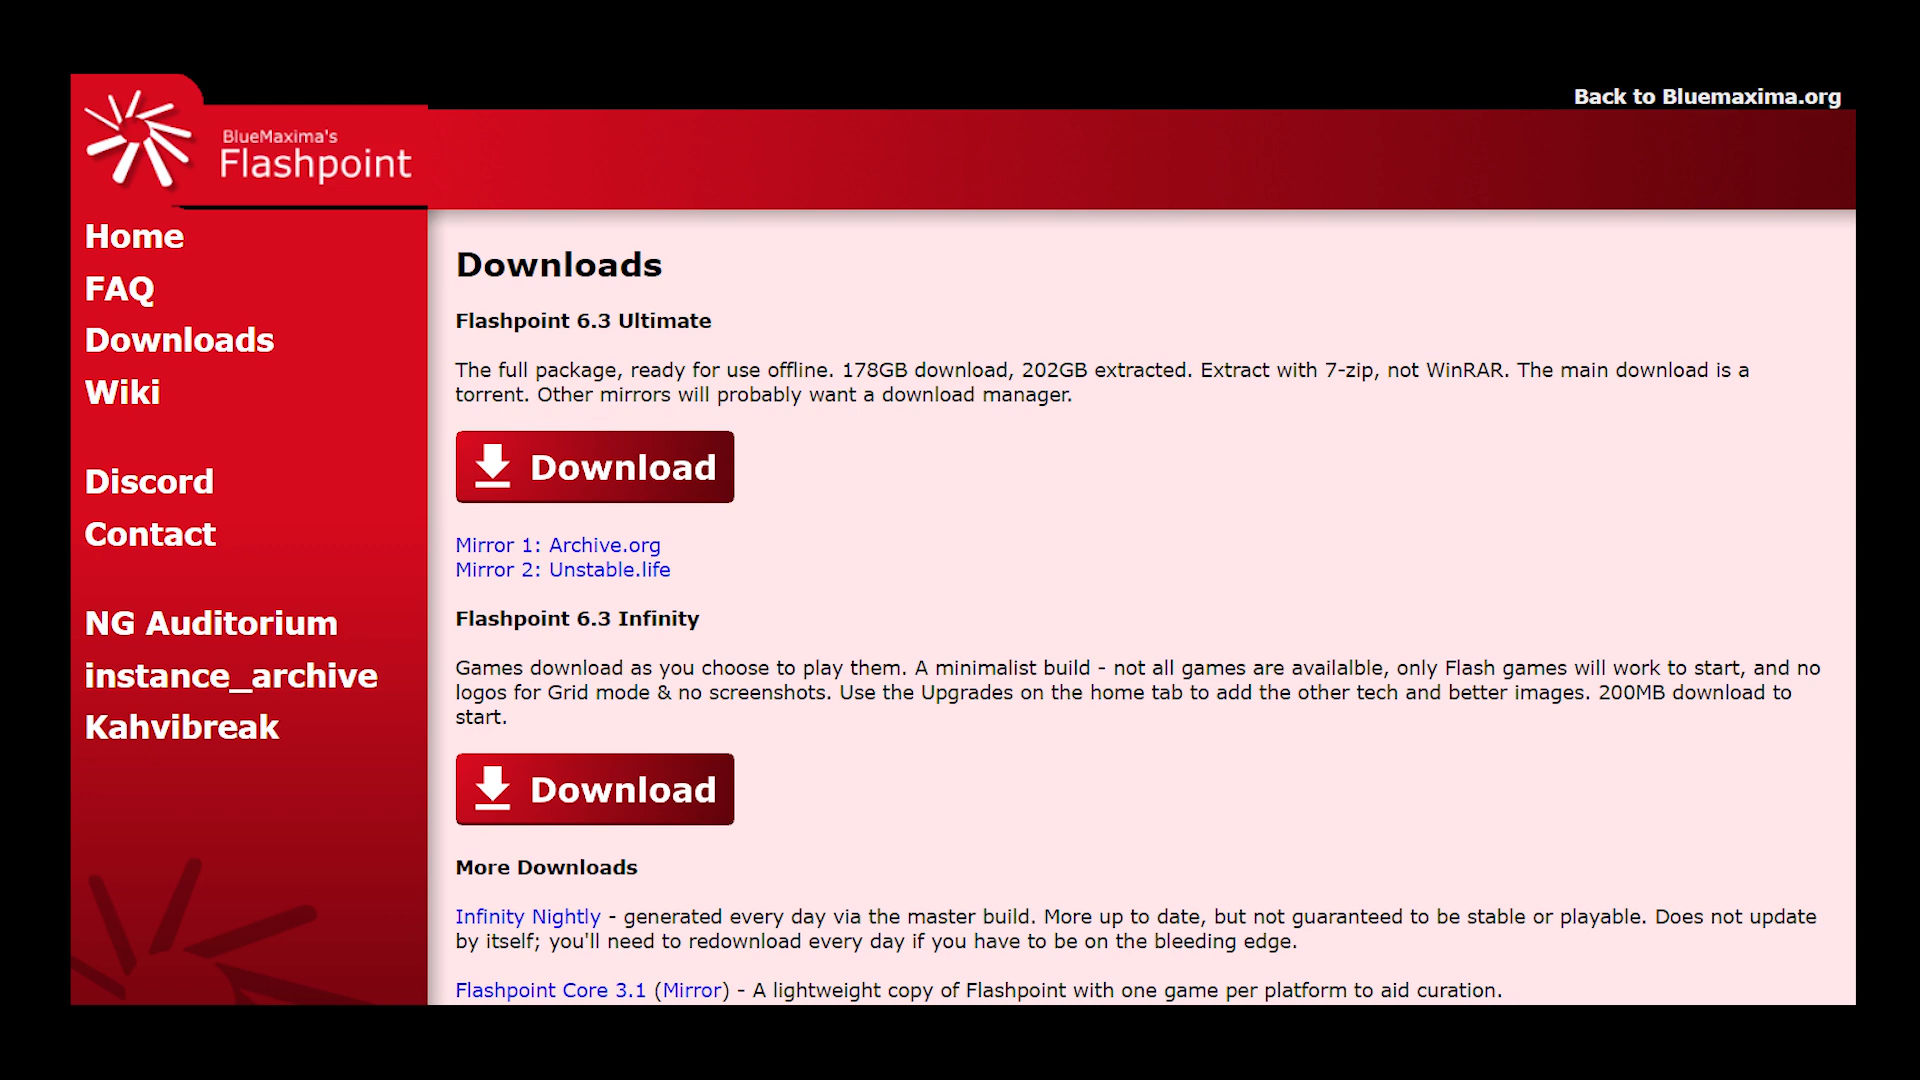 Back to Bluemaxima.org
BlueMaxima's
Flashpoint
Home
FAQ
Downloads
Wiki
Discord
Contact
NG Auditorium
instance_archive
Kahvibreak
Downloads
Flashpoint 6.3 Ultimate
The full package, ready for use offline. 178GB download, 202GB extracted. Extract with 7-zip, not WinRAR. The main download is a
torrent. Other mirrors will probably want a download manager.
Download
Mirror 1: Archive.org
Mirror 2: Unstable.life
Flashpoint 6.3 Infinity
Games download as you choose to play them. A minimalist build - not all games are availalble, only Flash games will work to start, and no
logos for Grid mode & no screenshots. Use the Upgrades on the home tab to add the other tech and better images. 200MB download to
start.
Download
More Downloads
Infinity Nightly - generated every day via the master build. More up to date, but not guaranteed to be stable or playable. Does not update
by itself; you'll need to redownload every day if you have to be on the bleeding edge.
Flashpoint Core 3.1 (Mirror) - A lightweight copy of Flashpoint with one game per platform to aid curation.